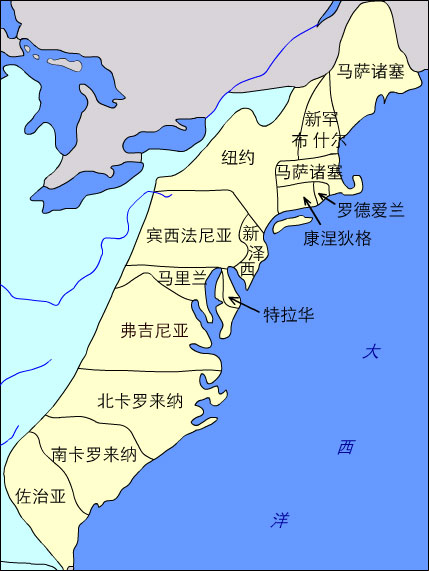 马萨诸塞
新罕
布什尔
纽约
马萨诸塞
罗德爱兰
康涅狄格
宾西法尼亚
新
泽
西
马里兰
特拉华
弗吉尼亚
大
北卡罗来纳
西
南卡罗来纳
佐治亚
洋